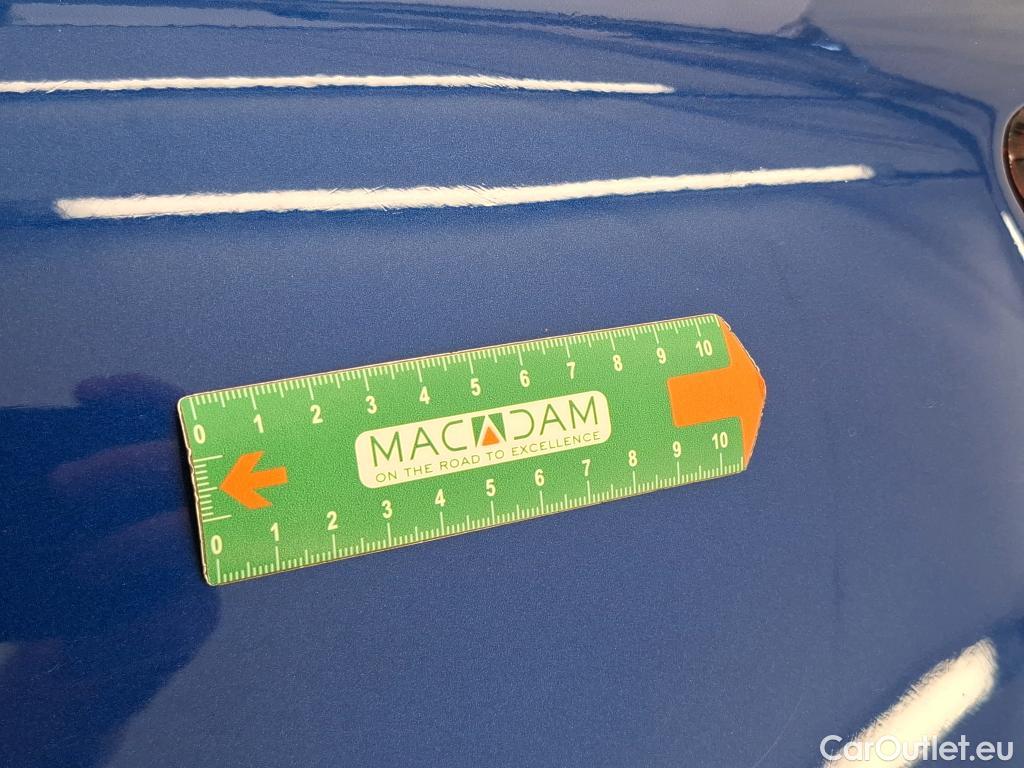 0 1 2 3 4 5 6 7 8 9 10
MACADAM
ON THE ROAD TO EXCELLENCE
0 1 2 3 4 5 6 7 8 9 10
CarOutlet.eu